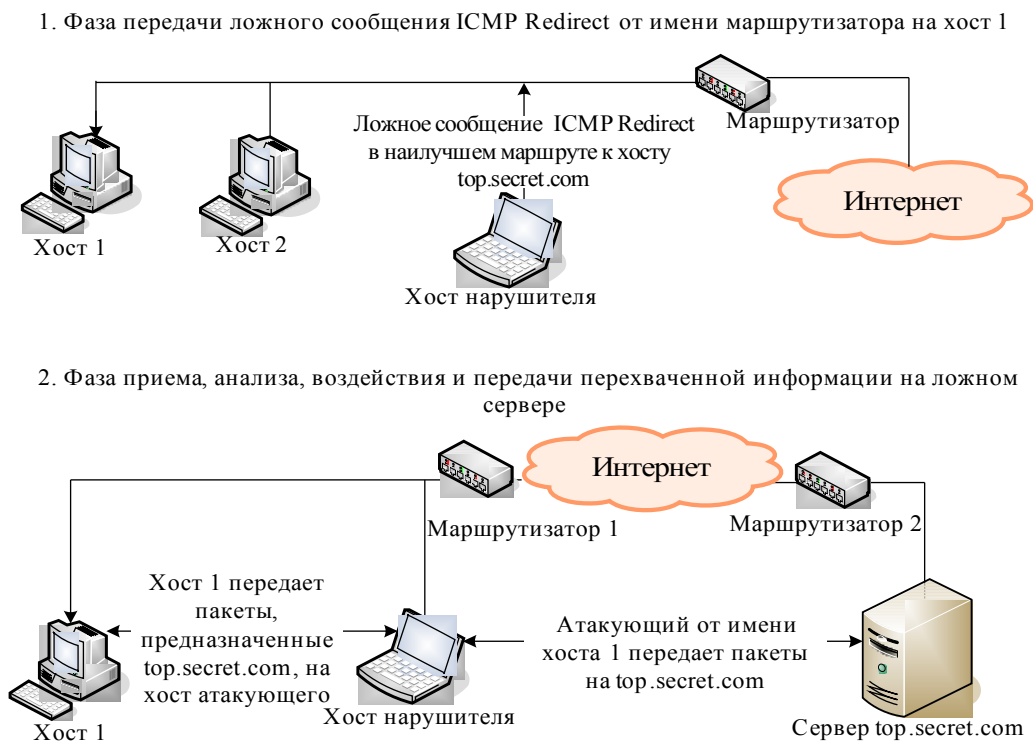 1. Фаза передачи ложного сообщения ICMP Redirect от имени маршрутизатора на хост 1
Маршрутизатор
Ложное сообщение ICMP Redirect
в наилучшем маршруте к хосту
top.secret.com
Интернет
Хост 1
Хост 2
Хост нарушителя
2. Фаза приема, анализа, воздействия и передачи перехваченной информации на ложном
сервере
Интернет
Маршрутизатор 1
Маршрутизатор 2
Хост 1 передает
пакеты,
предназначенные
top.secret.com, на
хост атакующего
Атакующий от имени
хоста 1 передает пакеты
на top.secret.com
Хост 1
Хост нарушителя
Сервер top.secret.com